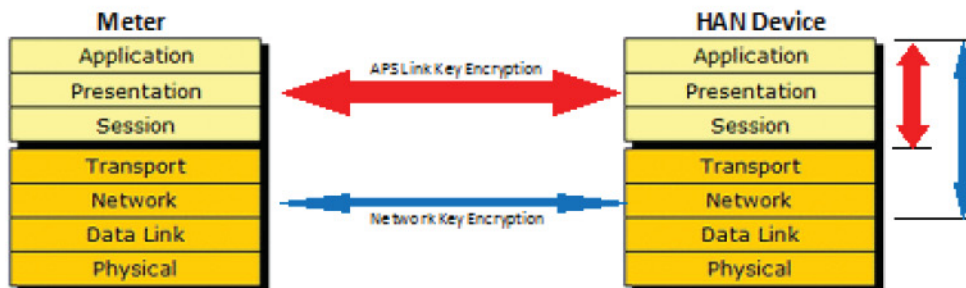 Meter
Application
Presentation
Session
Transport
Network
Data Link
Physical
APS Link Key Encryption
Network Key Encryption
HAN Device
Application
Presentation
Session
Transport
Network
Data Link
Physical